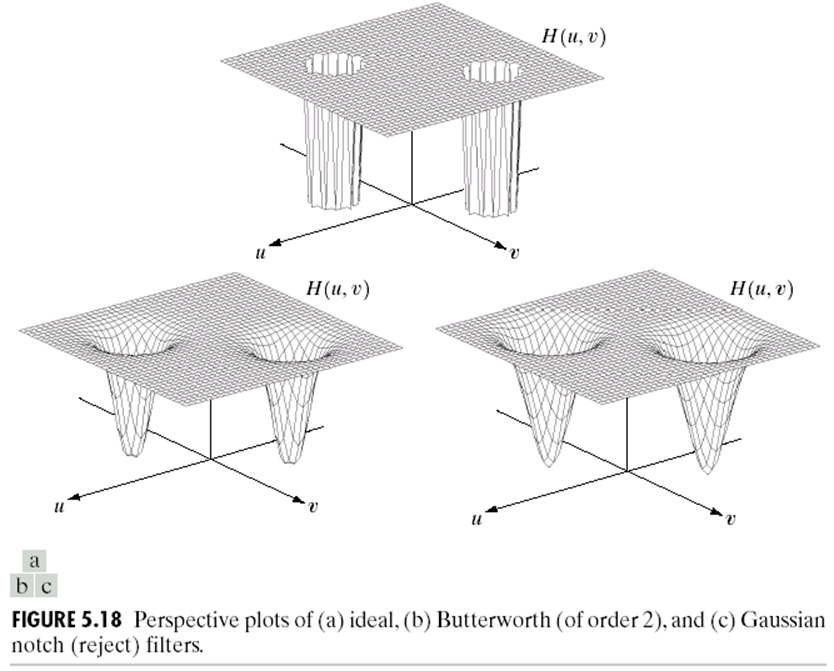 H(u, v)
u
v
H(u, v)
H(u, v)
u
v
u
v
a
b c
FIGURE 5.18 Perspective plots of (a) ideal, (b) Butterworth (of order 2), and (c) Gaussian
notch (reject) filters.